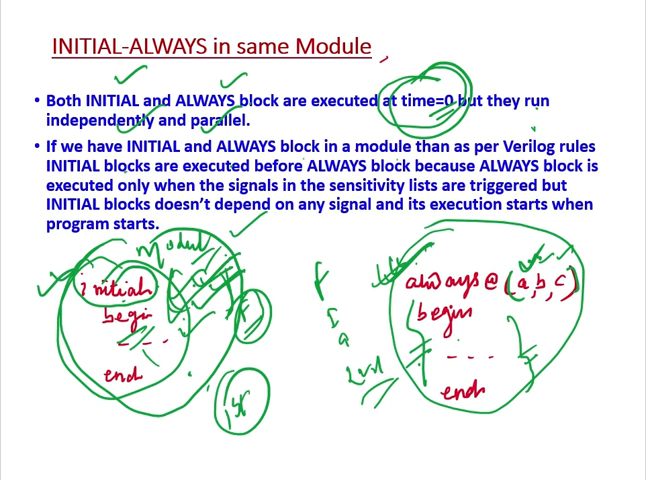 INITIAL-ALWAYS in same Module
• Both INITIAL and ALWAYS block are executed at time=0 but they run
independently and parallel.
• If we have INITIAL and ALWAYS block in a module than as per Verilog rules
INITIAL blocks are executed before ALWAYS block because ALWAYS block is
executed only when the signals in the sensitivity lists are triggered but
INITIAL blocks doesn't depend on any signal and its execution starts when
program starts.
initial
begin
- - - -
end
always @ (a, b, c)
begin
- - - -
end